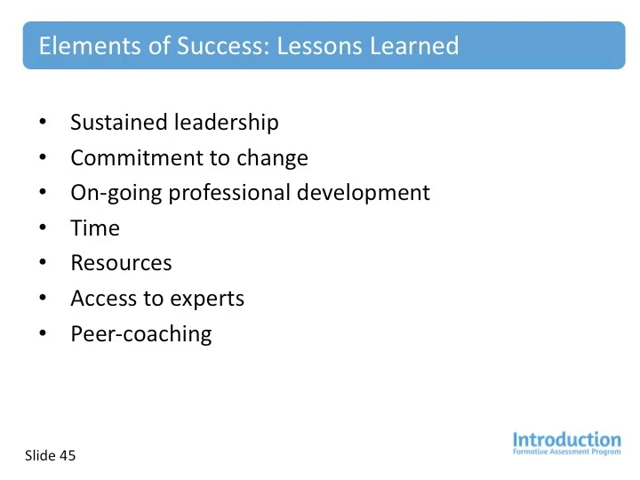 Elements of Success: Lessons Learned
• Sustained leadership
• Commitment to change
• On-going professional development
• Time
• Resources
• Access to experts
• Peer-coaching
Introduction
Formative Assessment Program
Slide 45